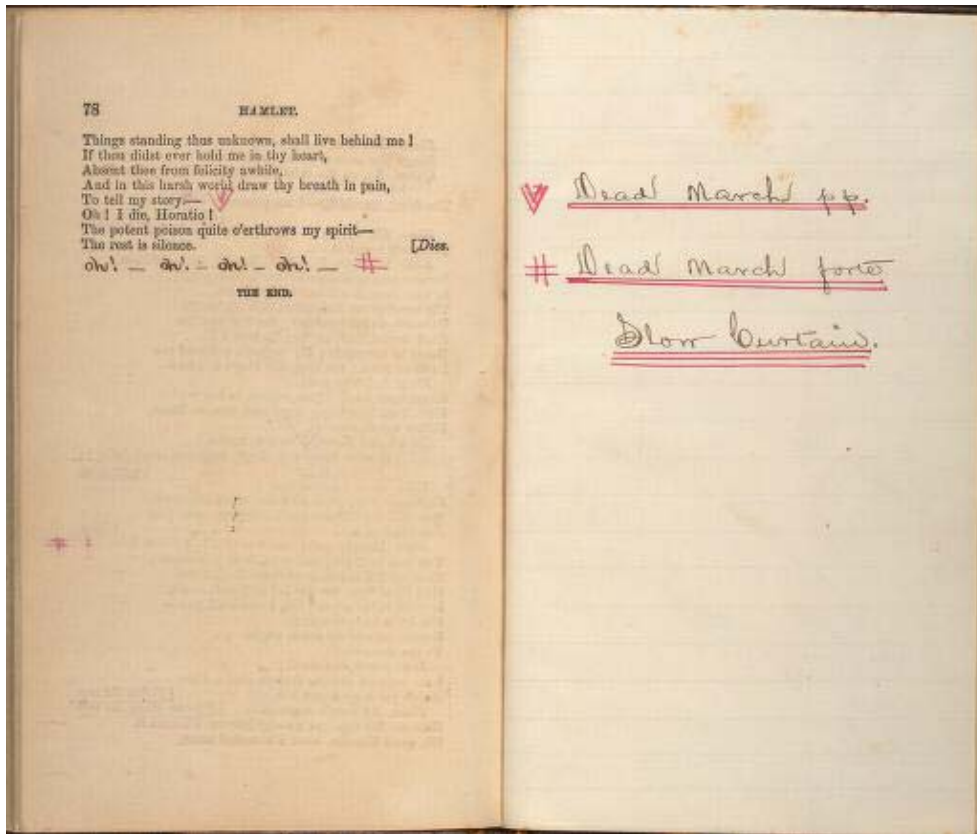 78 HAMLET.
Things standing thus unknown, shall live behind me!
If thou didst ever hold me in thy heart,
Absent thee from felicity awhile,
And in this harsh world draw thy breath in pain,
To tell my story.—
Oh! I die, Horatio!
The potent poison quite o'erthrows my spirit—
The rest is silence. [Dies.
oh! — oh! — oh! — oh! — #
THE END.
Dead March pp.
# Dead March forte
Slow Curtain.